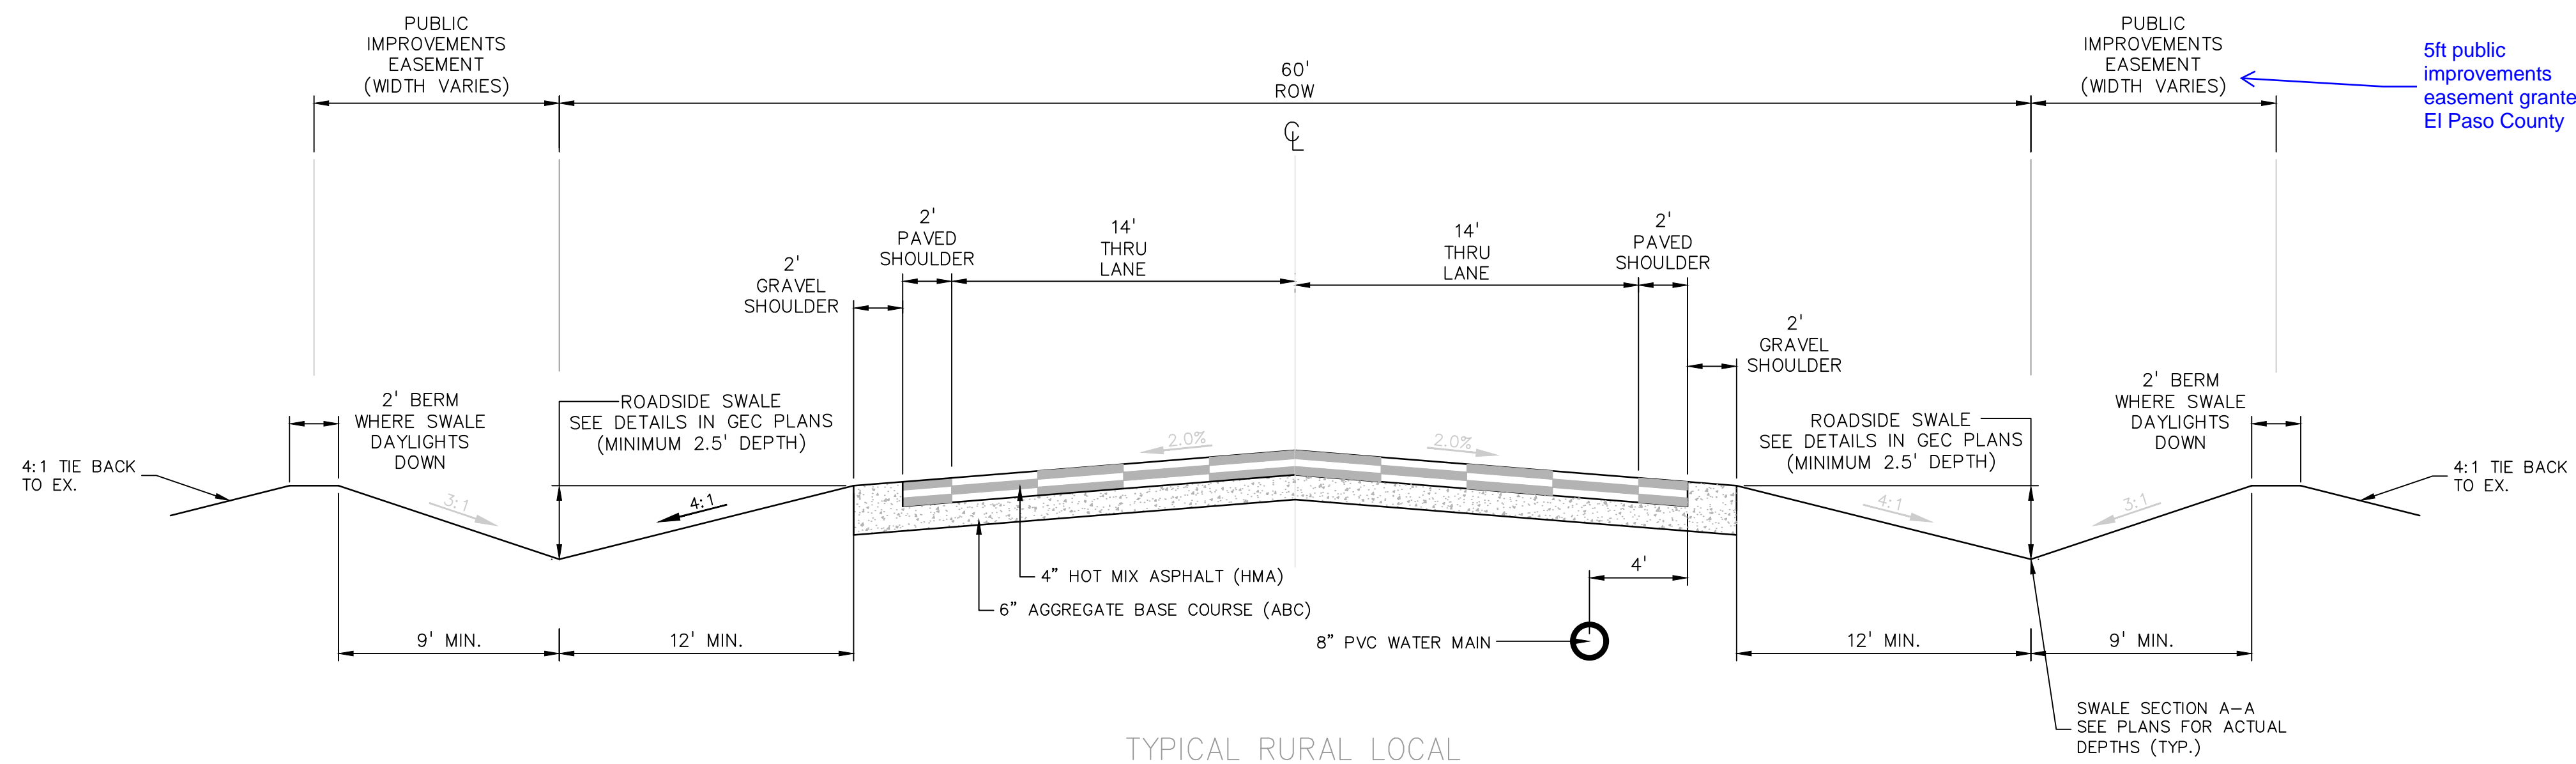 PUBLIC
IMPROVEMENTS
EASEMENT
(WIDTH VARIES)
60'
ROW
CL
PUBLIC
IMPROVEMENTS
EASEMENT
(WIDTH VARIES)
5ft public
improvements
easement grante
El Paso County
2'
GRAVEL
SHOULDER
2'
PAVED
SHOULDER
14'
THRU
LANE
14'
THRU
LANE
2'
PAVED
SHOULDER
2'
GRAVEL
SHOULDER
4:1 TIE BACK
TO EX.
2' BERM
WHERE SWALE
DAYLIGHTS
DOWN
ROADSIDE SWALE
SEE DETAILS IN GEC PLANS
(MINIMUM 2.5' DEPTH)
3:1
4:1
2.0%
2.0%
ROADSIDE SWALE
SEE DETAILS IN GEC PLANS
(MINIMUM 2.5' DEPTH)
2' BERM
WHERE SWALE
DAYLIGHTS
DOWN
4:1
3:1
4:1 TIE BACK
TO EX.
4” HOT MIX ASPHALT (HMA)
6” AGGREGATE BASE COURSE (ABC)
4'
8” PVC WATER MAIN
9' MIN.
12' MIN.
12' MIN.
9' MIN.
SWALE SECTION A–A
SEE PLANS FOR ACTUAL
DEPTHS (TYP.)
TYPICAL RURAL LOCAL